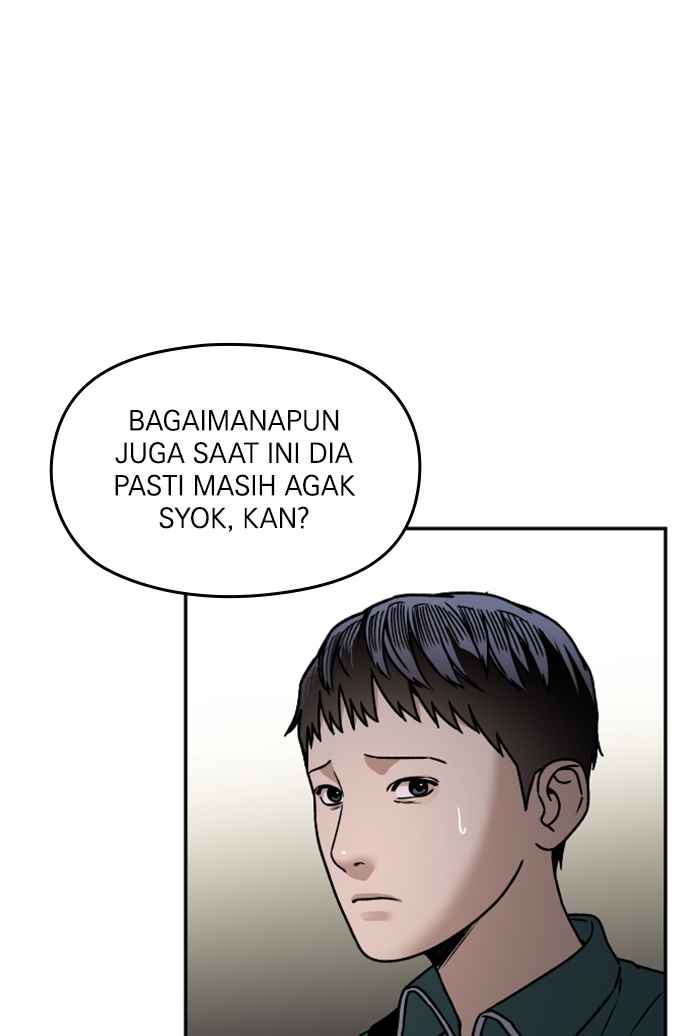 BAGAIMANAPUN
JUGA SAAT INI DIA
PASTI MASIH AGAK
SYOK, KAN?